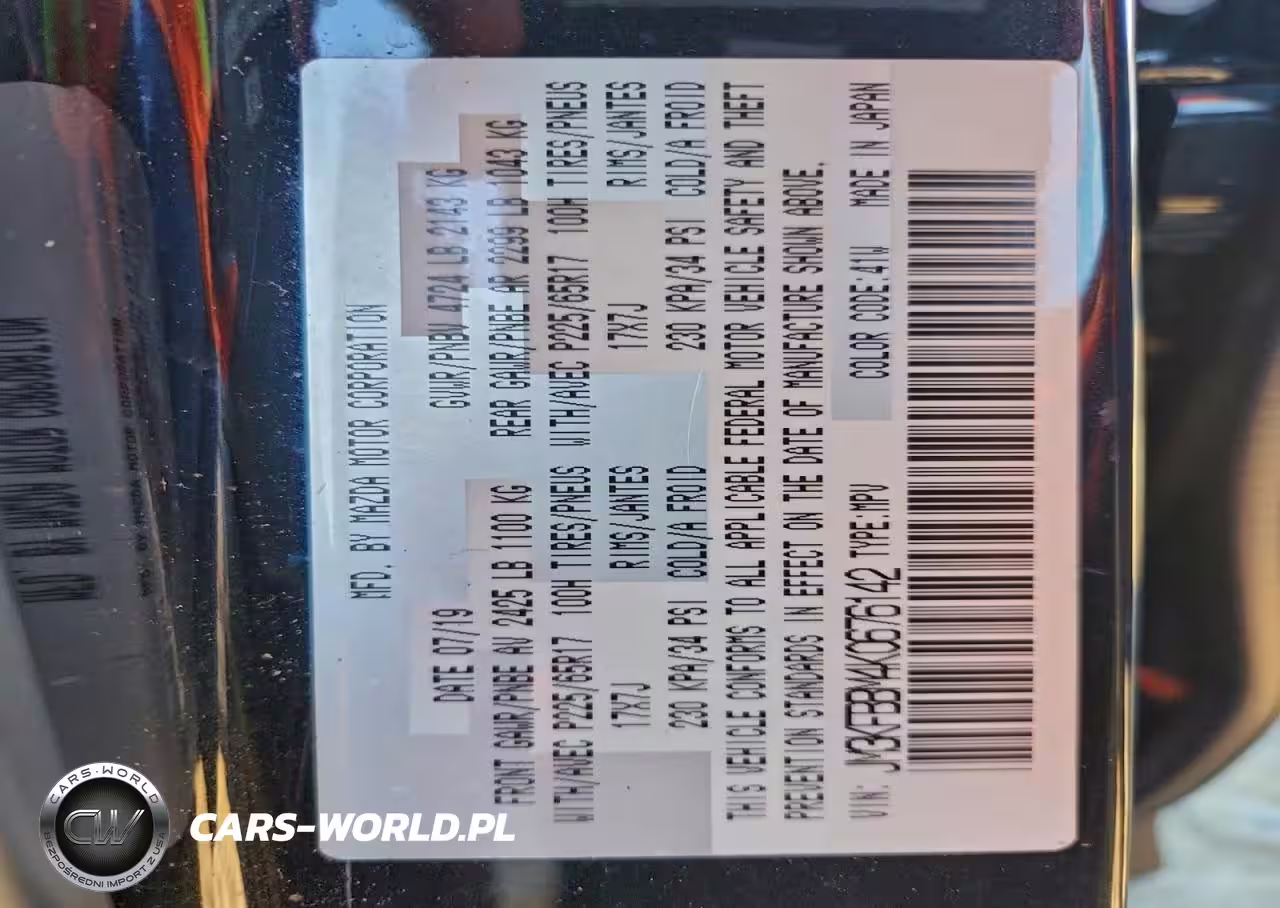 MFD. BY MAZDA MOTOR CORPORATION
DATE 07/19 GVWR/PNBV 4724 LB 2143 KG
FRONT GAWR/PNBE AV 2425 LB 1100 KG REAR GAWR/PNBE AR 2299 LB 1043 KG
WITH/AVEC P225/65R17 100H TIRES/PNEUS WITH/AVEC P225/65R17 100H TIRES/PNEUS
17X7J RIMS/JANTES 17X7J RIMS/JANTES
230 KPA/34 PSI COLD/A FROID 230 KPA/34 PSI COLD/A FROID
THIS VEHICLE CONFORMS TO ALL APPLICABLE FEDERAL MOTOR VEHICLE SAFETY AND THEFT
PREVENTION STANDARDS IN EFFECT ON THE DATE OF MANUFACTURE SHOWN ABOVE.
VIN: JM3KFBBY4K0676142 TYPE:MPV COLOR CODE:41W MADE IN JAPAN
CARS-WORLD
CW
BEZPOŚREDNI IMPORT Z USA
CARS-WORLD.PL